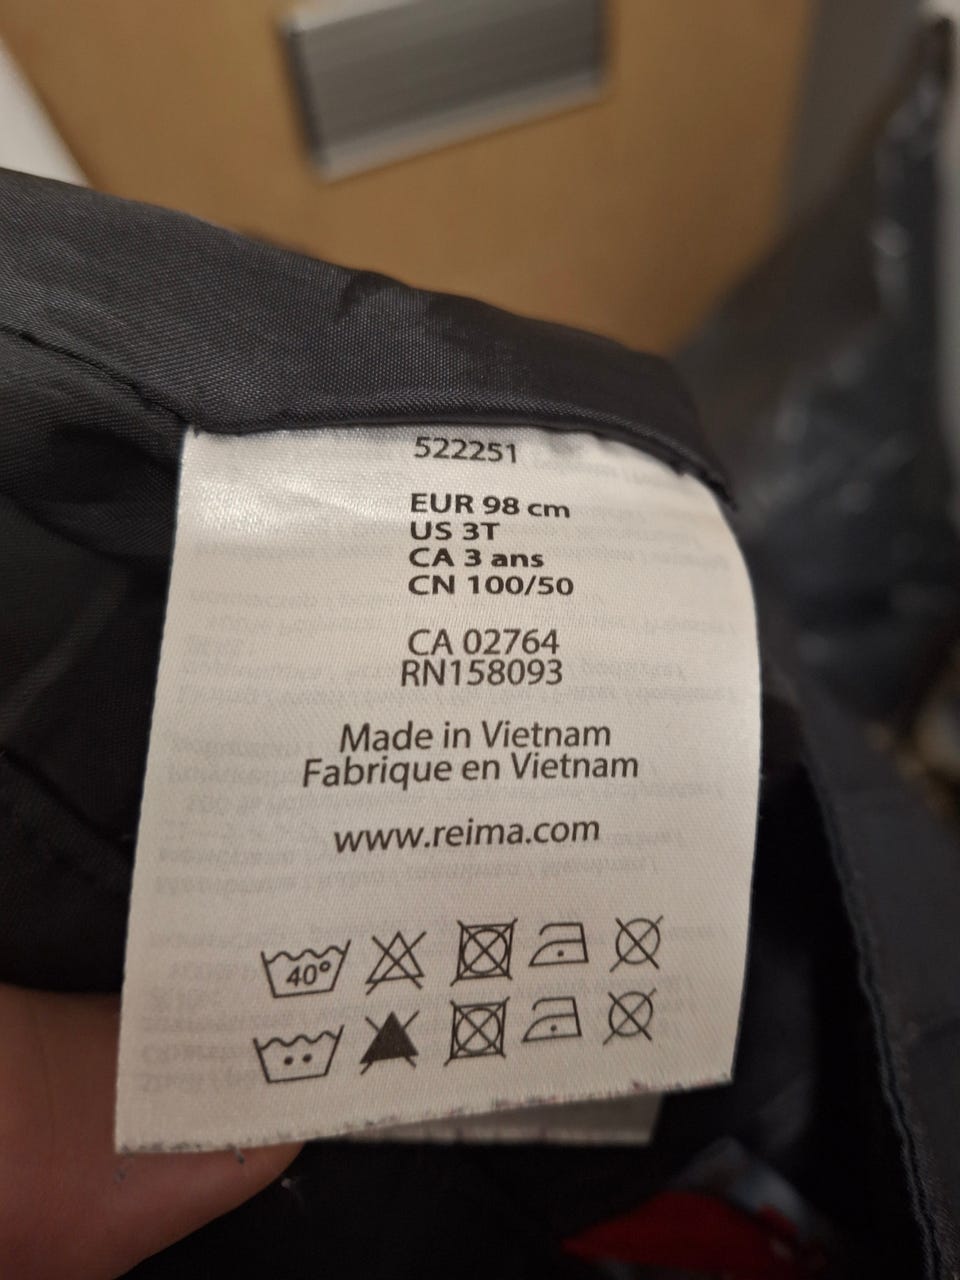 522251
EUR 98 cm
US 3T
CA 3 ans
CN 100/50
CA 02764
RN158093
Made in Vietnam
Fabrique en Vietnam
www.reima.com
40°